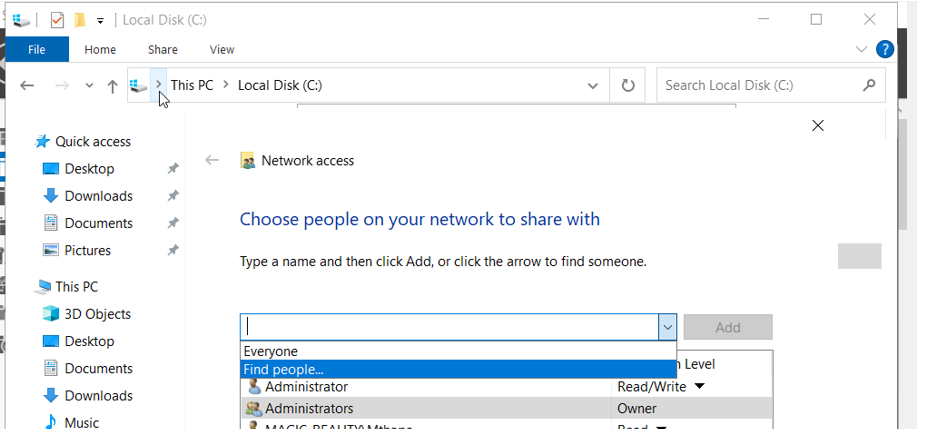 Local Disk (C:)
File Home Share View
This PC Local Disk (C:) Search Local Disk (C:)
Quick access
Desktop
Downloads
Documents
Pictures
This PC
3D Objects
Desktop
Documents
Downloads
Music
Network access
Choose people on your network to share with
Type a name and then click Add, or click the arrow to find someone.
Add
Everyone
Find people...
Level
Administrator Read/Write
Administrators Owner
Read